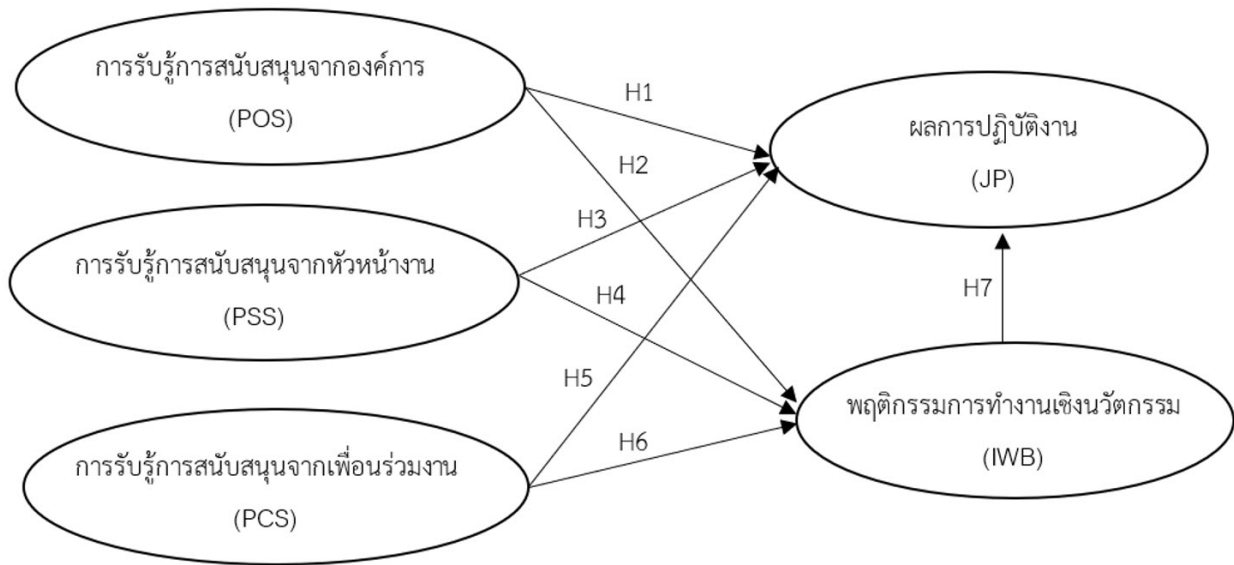 การรับรู้การสนับสนุนจากองค์การ
(POS)
H1
ผลการปฏิบัติงาน
(JP)
H2
H3
การรับรู้การสนับสนุนจากหัวหน้างาน
(PSS)
H4
H7
H5
พฤติกรรมการทำงานเชิงนวัตกรรม
(IWB)
H6
การรับรู้การสนับสนุนจากเพื่อนร่วมงาน
(PCS)